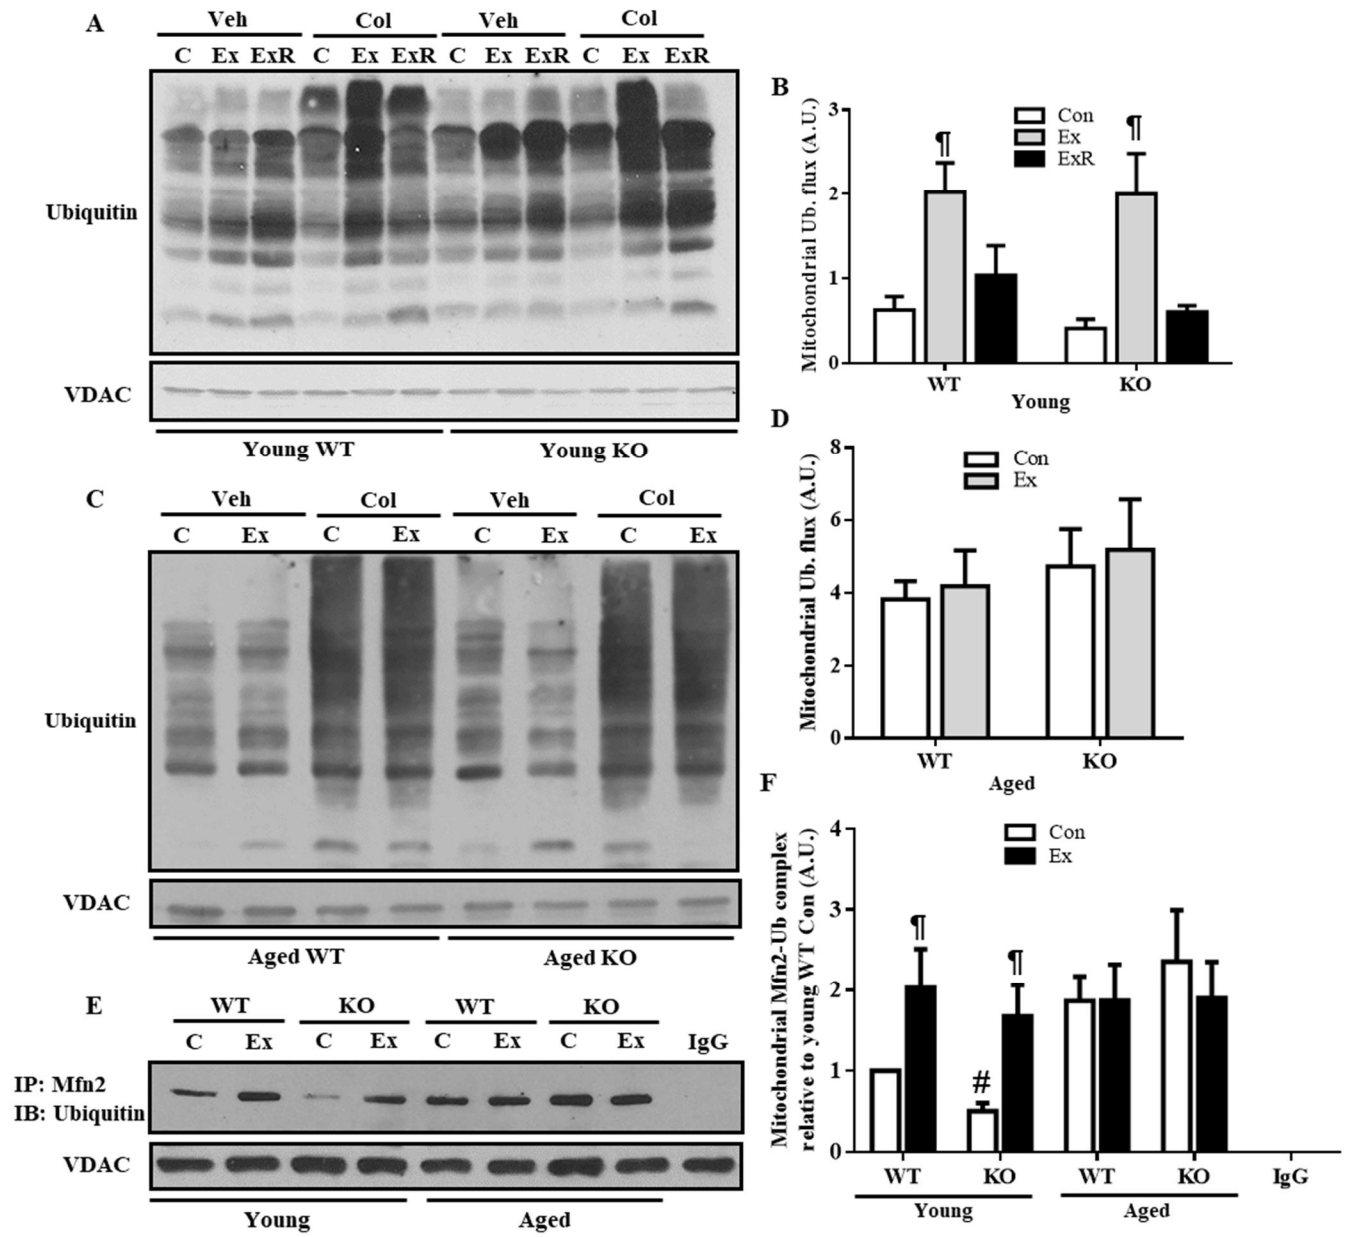 A
Veh Col Veh Col
C Ex ExR C Ex ExR C Ex ExR C Ex ExR
Ubiquitin
VDAC
Young WT Young KO
B
Mitochondrial Ub. flux (A.U.)
3
2
1
0
Con
Ex
ExR
¶ ¶
WT KO
Young
C
Veh Col Veh Col
C Ex C Ex C Ex C Ex
Ubiquitin
VDAC
Aged WT Aged KO
D
Mitochondrial Ub. flux (A.U.)
8
6
4
2
0
Con
Ex
WT KO
Aged
E
WT KO WT KO
C Ex C Ex C Ex C Ex IgG
IP: Mfn2
IB: Ubiquitin
VDAC
Young Aged
F
Mitochondrial Mfn2-Ub complex
relative to young WT Con (A.U.)
4
3
2
1
0
Con
Ex
¶ # ¶
WT KO WT KO IgG
Young Aged